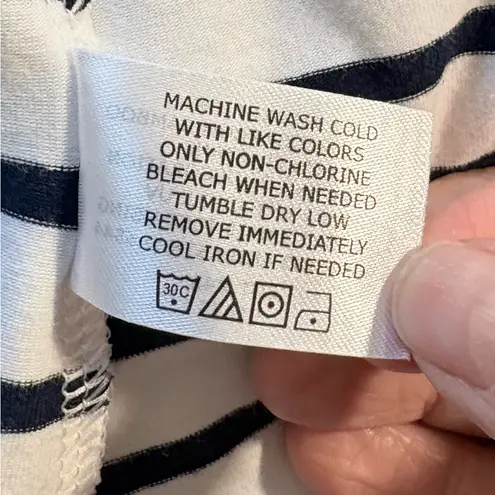 MACHINE WASH COLD
WITH LIKE COLORS
ONLY NON-CHLORINE
BLEACH WHEN NEEDED
TUMBLE DRY LOW
REMOVE IMMEDIATELY
COOL IRON IF NEEDED
30C